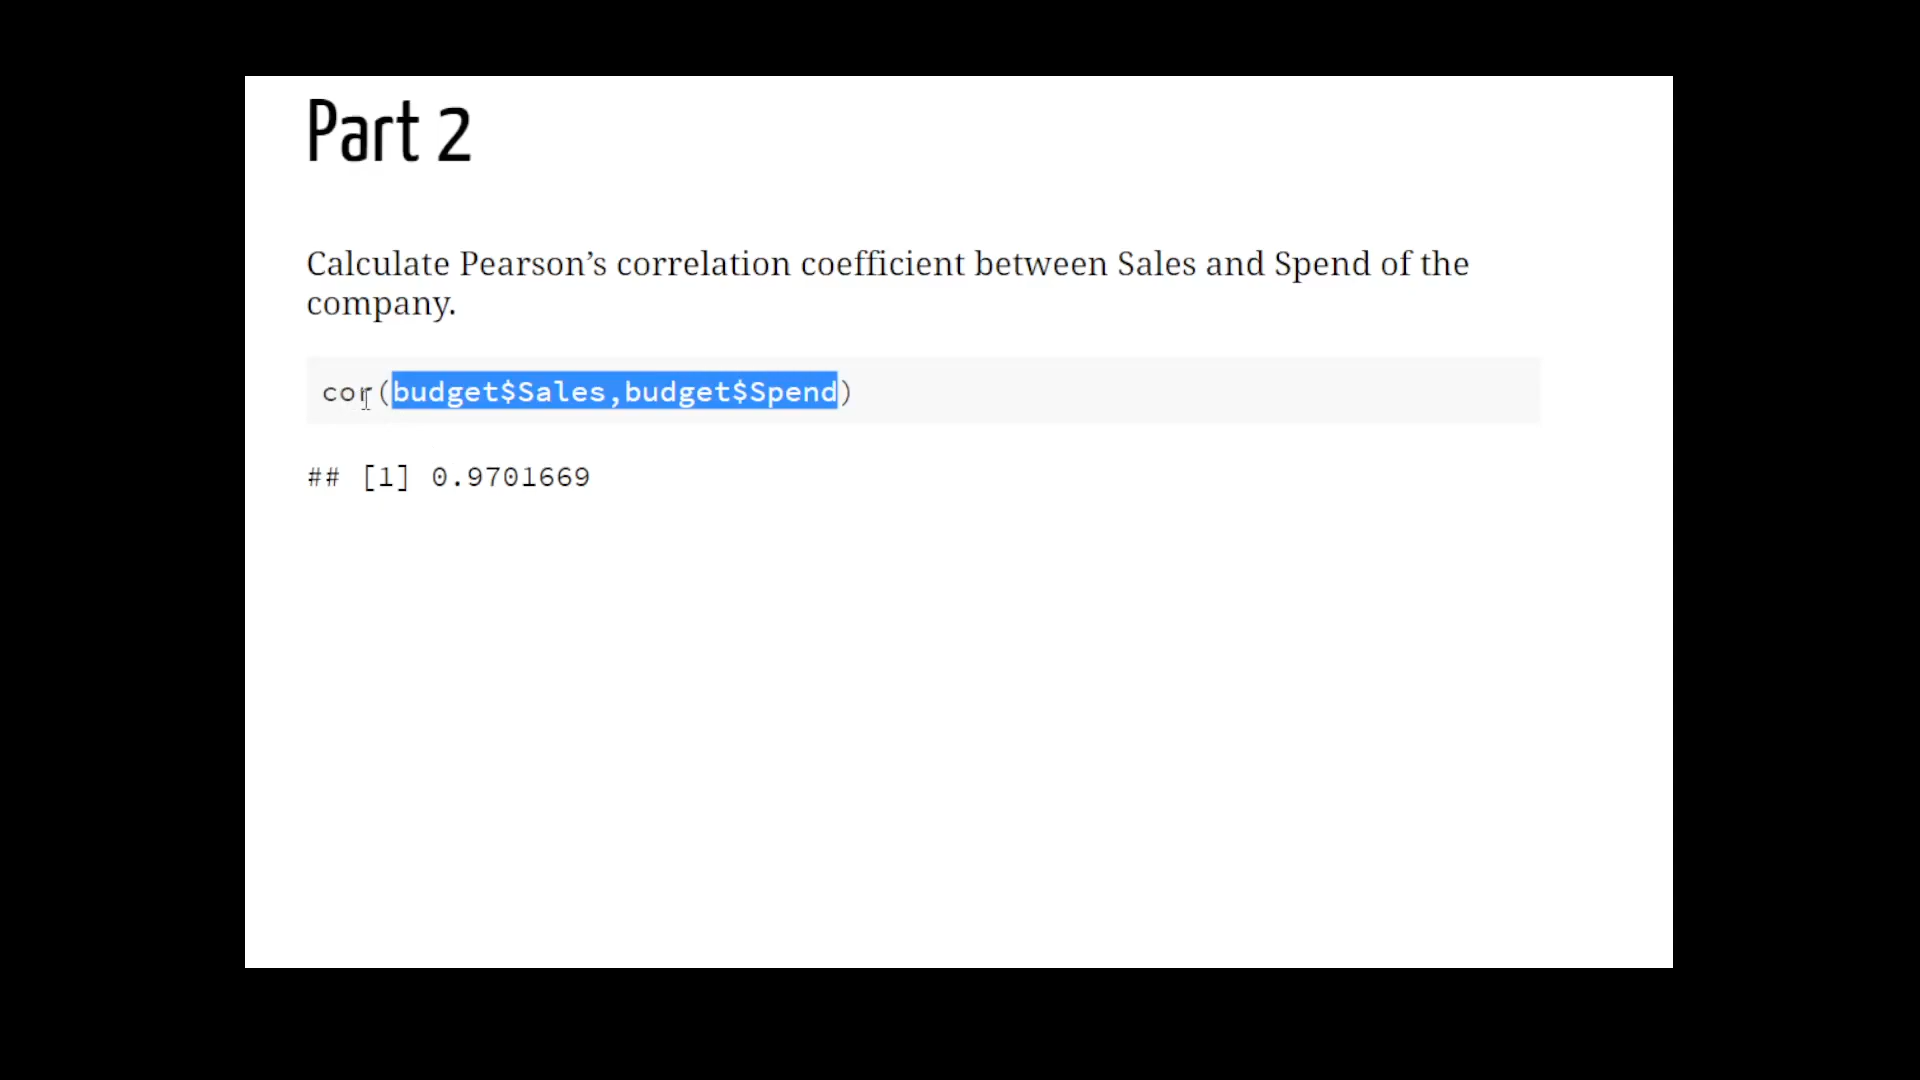 Part 2
Calculate Pearson’s correlation coefficient between Sales and Spend of the
company.
cor(budget$Sales,budget$Spend)
## [1] 0.9701669